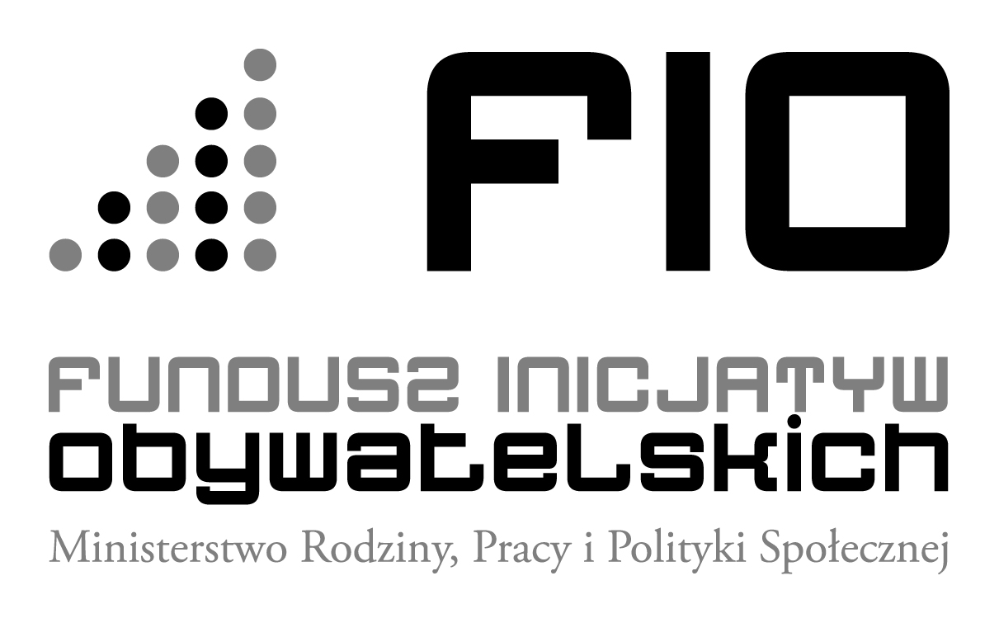 FIO
FUNDUSZ INICJATYW
obywatelskich
Ministerstwo Rodziny, Pracy i Polityki Społecznej